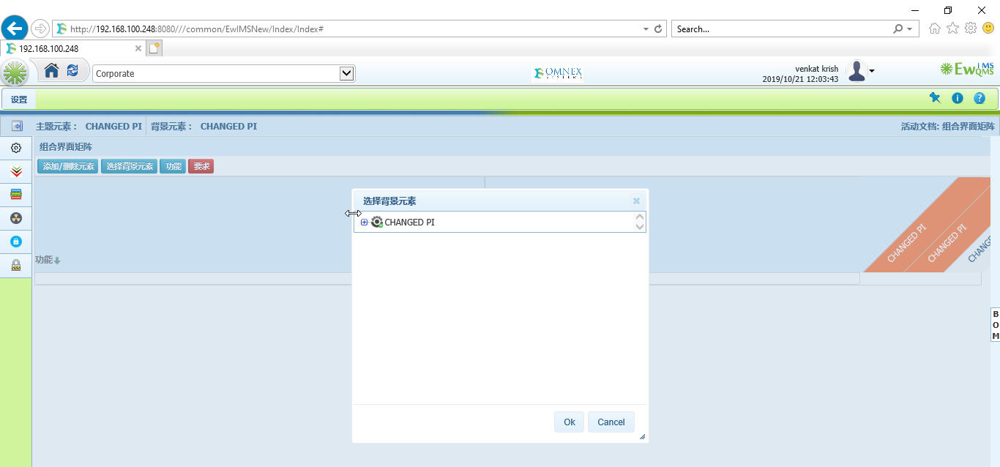 http://192.168.100.248:8080///common/EwIMSNew/Index/Index#
Search...
192.168.100.248
Corporate
OMNEX
SYSTEMS
venkat krish
2019/10/21 12:03:43
EwIMS
QMS
设置
主题元素： CHANGED PI 背景元素： CHANGED PI
活动文档: 组合界面矩阵
组合界面矩阵
添加/删除元素 选择背景元素 功能 要求
选择背景元素
CHANGED PI
功能
CHANGED PI
CHANGED PI
CHANG
BOM
Ok Cancel